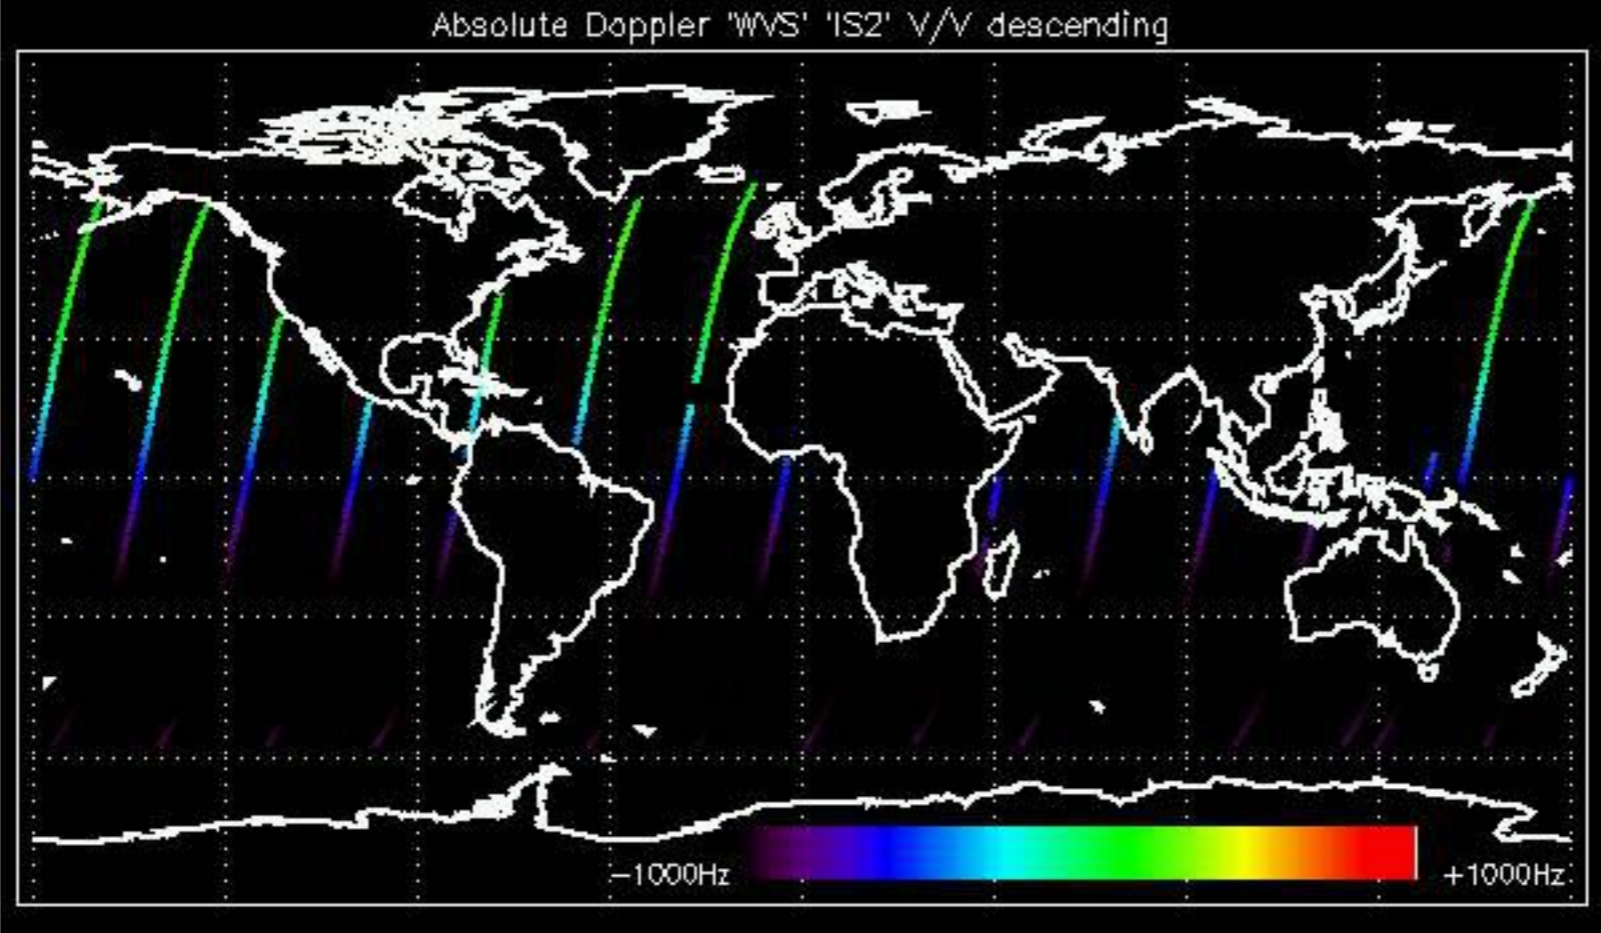 Absolute Doppler 'WVS' 'IS2' V/V descending
-1000Hz
+1000Hz